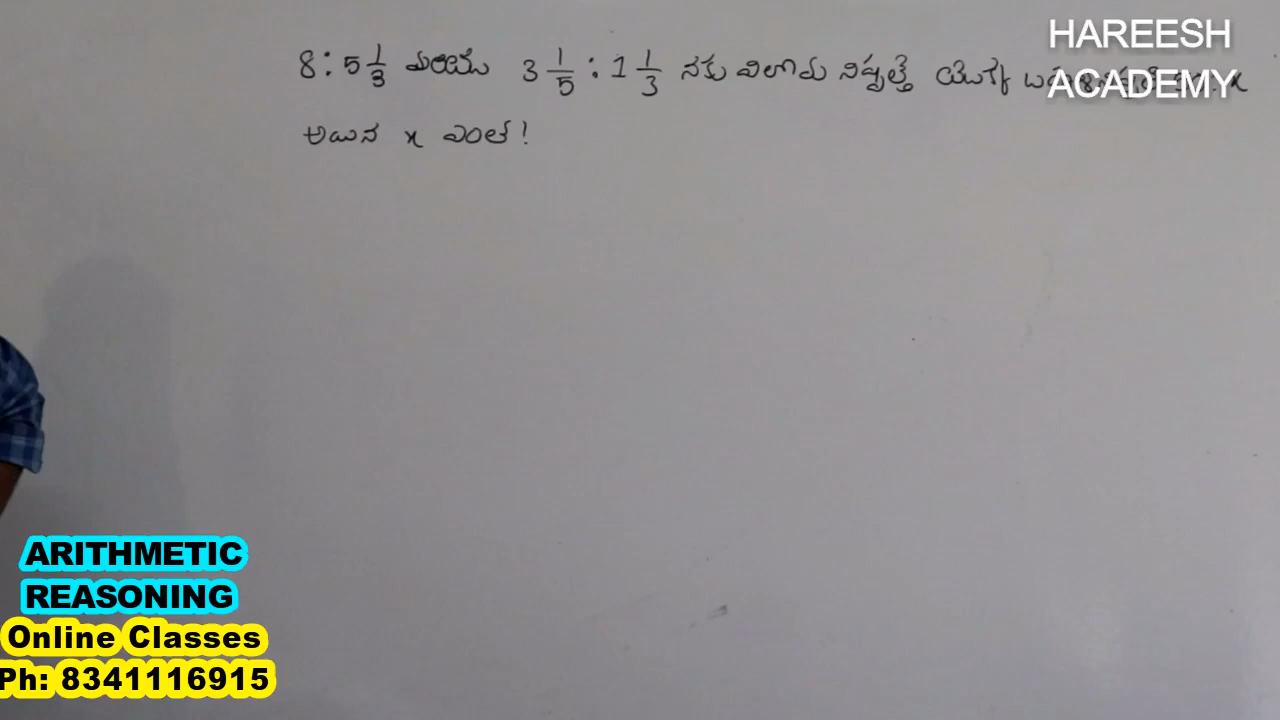 HAREESH
ACADEMY
8 : 5 1/3 మరియు 3 1/5 : 1 1/3 నకు విలోమ నిష్పత్తి యొక్క x
అయిన x ఎంత !
ARITHMETIC
REASONING
Online Classes
Ph: 8341116915